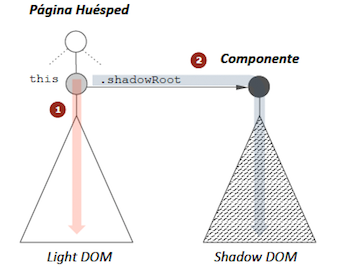 Página Huésped
2 Componente
this .shadowRoot
1
Light DOM Shadow DOM